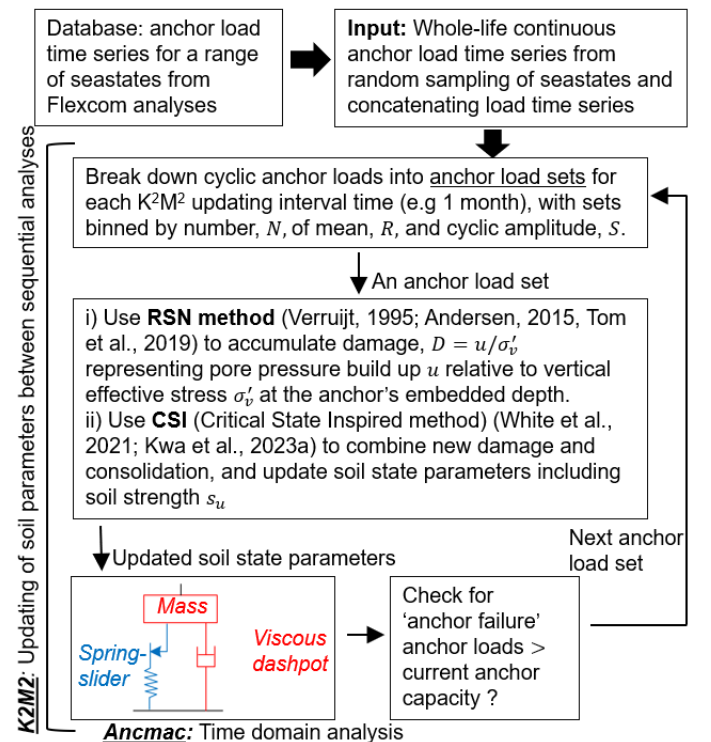 Database: anchor load
time series for a range
of seastates from
Flexcom analyses
Input: Whole-life continuous
anchor load time series from
random sampling of seastates and
concatenating load time series
K2M2: Updating of soil parameters between sequential analyses
Break down cyclic anchor loads into anchor load sets for
each K²M² updating interval time (e.g 1 month), with sets
binned by number, N, of mean, R, and cyclic amplitude, S.
An anchor load set
i) Use RSN method (Verruijt, 1995; Andersen, 2015, Tom
et al., 2019) to accumulate damage, D = u/σ′ᵥ
representing pore pressure build up u relative to vertical
effective stress σ′ᵥ at the anchor's embedded depth.
ii) Use CSI (Critical State Inspired method) (White et al.,
2021; Kwa et al., 2023a) to combine new damage and
consolidation, and update soil state parameters including
soil strength sᵤ
Updated soil state parameters
Next anchor
load set
Mass
Spring-
slider
Viscous
dashpot
Check for
'anchor failure'
anchor loads >
current anchor
capacity ?
Ancmac: Time domain analysis